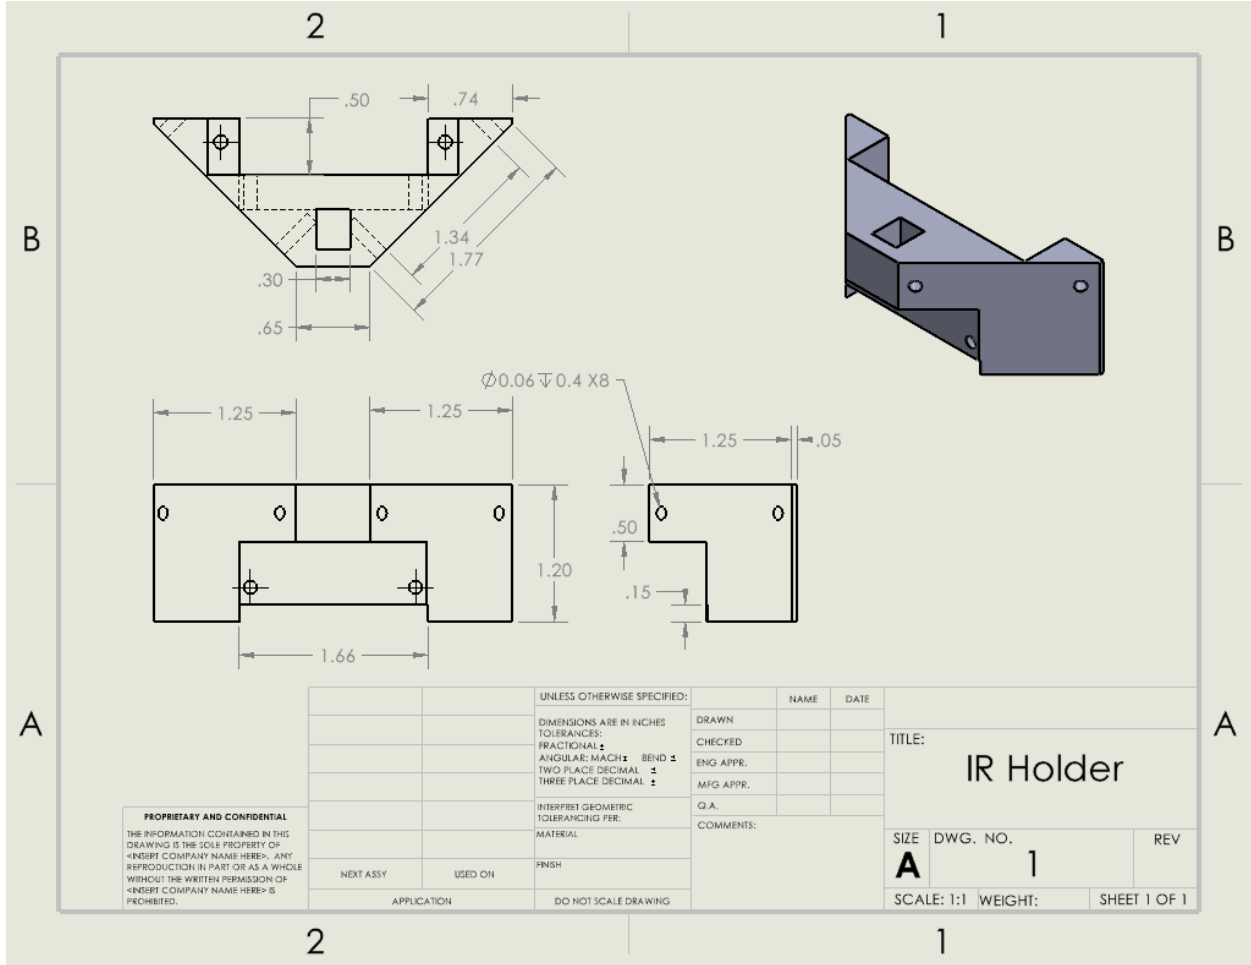 2
1
.50
.74
B
B
1.34
1.77
.30
.65
∅0.06↧0.4 X8
1.25
1.25
1.25
.05
.50
1.20
.15
1.66
A
A
UNLESS OTHERWISE SPECIFIED:
DIMENSIONS ARE IN INCHES
TOLERANCES:
FRACTIONAL ±
ANGULAR: MACH ± BEND ±
TWO PLACE DECIMAL ±
THREE PLACE DECIMAL ±
INTERPRET GEOMETRIC
TOLERANCING PER:
MATERIAL
FINISH
DO NOT SCALE DRAWING
NAME DATE
DRAWN
CHECKED
ENG APPR.
MFG APPR.
Q.A.
COMMENTS:
TITLE:
IR Holder
SIZE DWG. NO. REV
A 1
SCALE: 1:1 WEIGHT: SHEET 1 OF 1
PROPRIETARY AND CONFIDENTIAL
THE INFORMATION CONTAINED IN THIS
DRAWING IS THE SOLE PROPERTY OF
<INSERT COMPANY NAME HERE>. ANY
REPRODUCTION IN PART OR AS A WHOLE
WITHOUT THE WRITTEN PERMISSION OF
<INSERT COMPANY NAME HERE> IS
PROHIBITED.
NEXT ASSY USED ON
APPLICATION
2
1